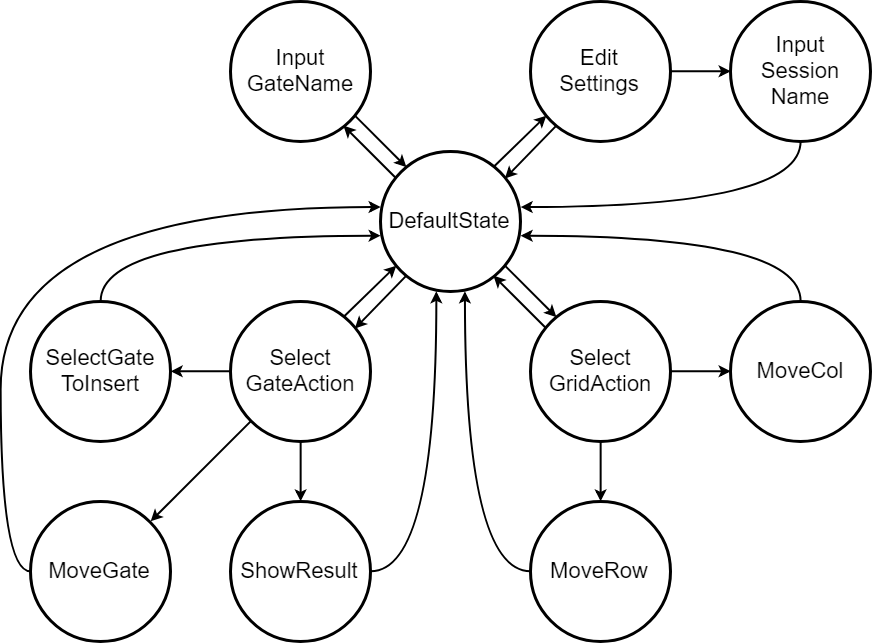 Input
GateName
Edit
Settings
Input
Session
Name
DefaultState
SelectGate
ToInsert
Select
GateAction
Select
GridAction
MoveCol
MoveGate
ShowResult
MoveRow